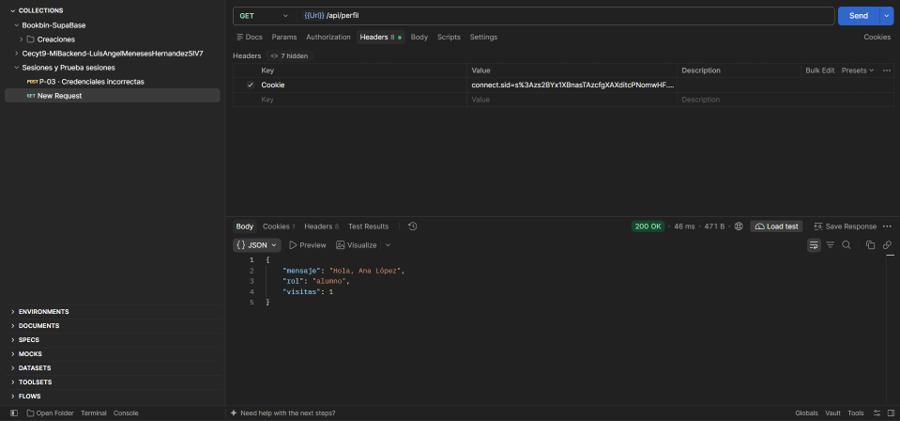 COLLECTIONS
Bookbin-SupaBase
Creaciones
Cecyt9-MiBackend-LuisAngelMenesesHernandez5IV7
Sesiones y Prueba sesiones
POST P-03 · Credenciales incorrectas
GET New Request
ENVIRONMENTS
DOCUMENTS
SPECS
MOCKS
DATASETS
TOOLSETS
FLOWS
GET {{Url}} /api/perfil Send
Docs Params Authorization Headers 8 Body Scripts Settings Cookies
Headers 7 hidden
Key Value Description Bulk Edit Presets
Cookie connect.sid=s%3Azs2BYx1XBnasTAzcfgXAXditcPNomwHF....
Key Value Description
Body Cookies 1 Headers 8 Test Results 200 OK · 46 ms · 471 B Load test Save Response
{} JSON Preview Visualize
1 {
2 "mensaje": "Hola, Ana López",
3 "rol": "alumno",
4 "visitas": 1
5 }
Open Folder Terminal Console Need help with the next steps? Globals Vault Tools